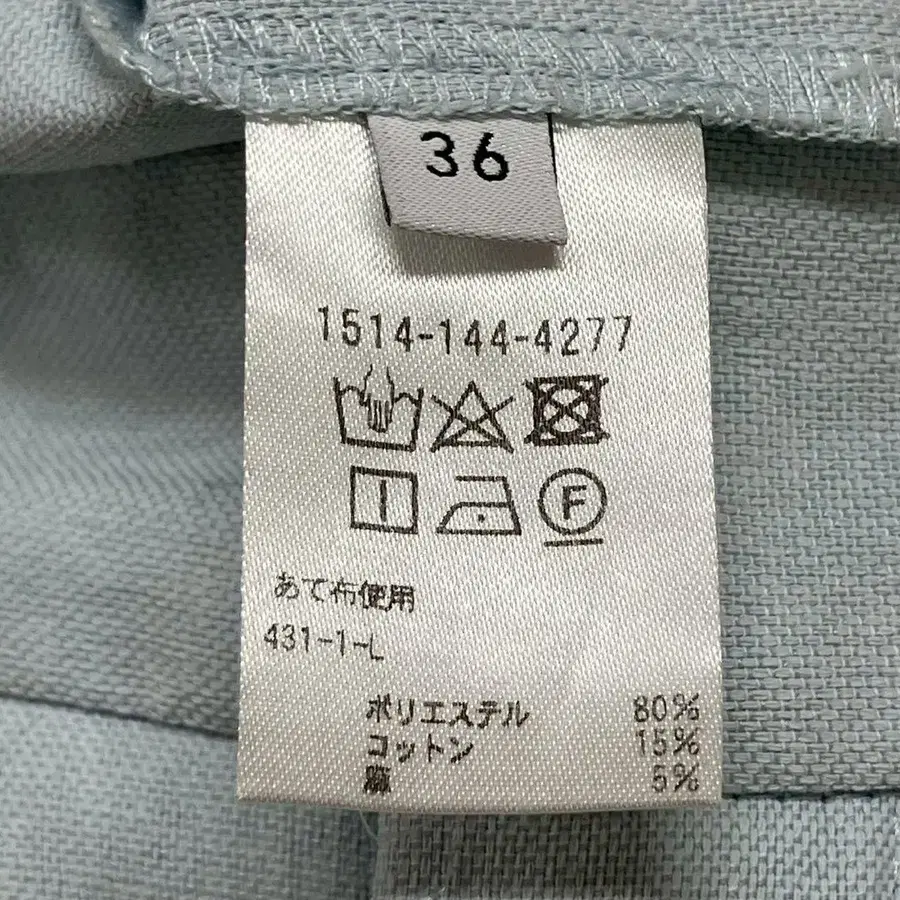 36
1514-144-4277
F
あて布使用
431-1-L
ポリエステル 80%
コットン 15%
麻 5%